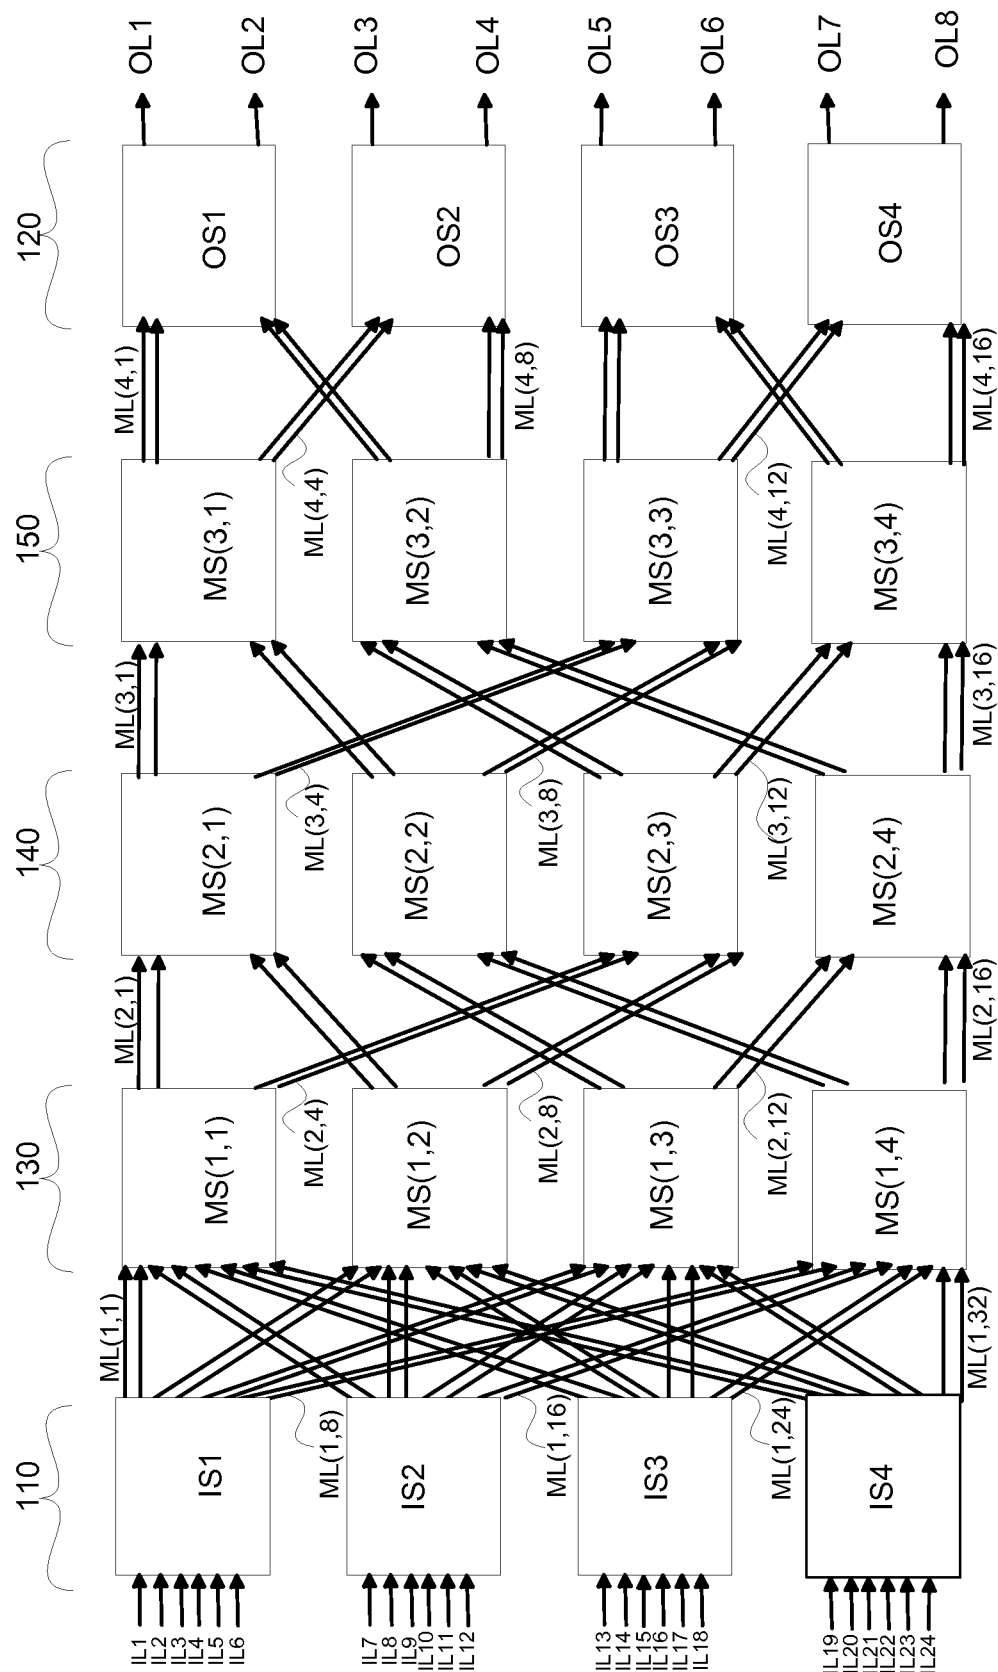 110
130
140
150
120
IL1
IL2
IL3
IL4
IL5
IL6
IS1
ML(1,1)
MS(1,1)
ML(2,1)
MS(2,1)
ML(3,1)
MS(3,1)
ML(4,1)
OS1
OL1
OL2
ML(1,8)
ML(2,4)
ML(3,4)
ML(4,4)
IL7
IL8
IL9
IL10
IL11
IL12
IS2
MS(1,2)
MS(2,2)
MS(3,2)
OS2
OL3
OL4
ML(1,16)
ML(2,8)
ML(3,8)
ML(4,8)
IL13
IL14
IL15
IL16
IL17
IL18
IS3
MS(1,3)
MS(2,3)
MS(3,3)
OS3
OL5
OL6
ML(1,24)
ML(2,12)
ML(3,12)
ML(4,12)
IL19
IL20
IL21
IL22
IL23
IL24
IS4
MS(1,4)
MS(2,4)
MS(3,4)
OS4
OL7
OL8
ML(1,32)
ML(2,16)
ML(3,16)
ML(4,16)